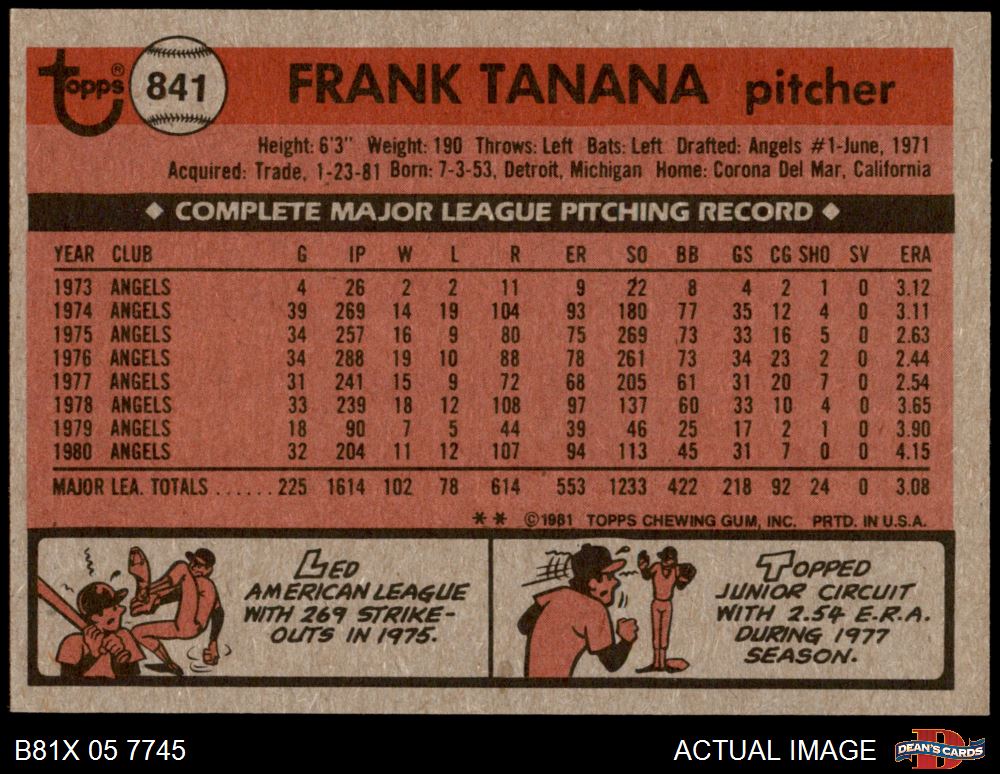 topps® 841 FRANK TANANA pitcher
Height: 6'3" Weight: 190 Throws: Left Bats: Left Drafted: Angels #1-June, 1971
Acquired: Trade, 1-23-81 Born: 7-3-53, Detroit, Michigan Home: Corona Del Mar, California
◆ COMPLETE MAJOR LEAGUE PITCHING RECORD ◆
YEAR CLUB G IP W L R ER SO BB GS CG SHO SV ERA
1973 ANGELS 4 26 2 2 11 9 22 8 4 2 1 0 3.12
1974 ANGELS 39 269 14 19 104 93 180 77 35 12 4 0 3.11
1975 ANGELS 34 257 16 9 80 75 269 73 33 16 5 0 2.63
1976 ANGELS 34 288 19 10 88 78 261 73 34 23 2 0 2.44
1977 ANGELS 31 241 15 9 72 68 205 61 31 20 7 0 2.54
1978 ANGELS 33 239 18 12 108 97 137 60 33 10 4 0 3.65
1979 ANGELS 18 90 7 5 44 39 46 25 17 2 1 0 3.90
1980 ANGELS 32 204 11 12 107 94 113 45 31 7 0 0 4.15
MAJOR LEA. TOTALS ...... 225 1614 102 78 614 553 1233 422 218 92 24 0 3.08
** ©1981 TOPPS CHEWING GUM, INC. PRTD. IN U.S.A.
LED
AMERICAN LEAGUE
WITH 269 STRIKE-
OUTS IN 1975.
TOPPED
JUNIOR CIRCUIT
WITH 2.54 E.R.A.
DURING 1977
SEASON.
B81X 05 7745 ACTUAL IMAGE DEAN'S CARDS